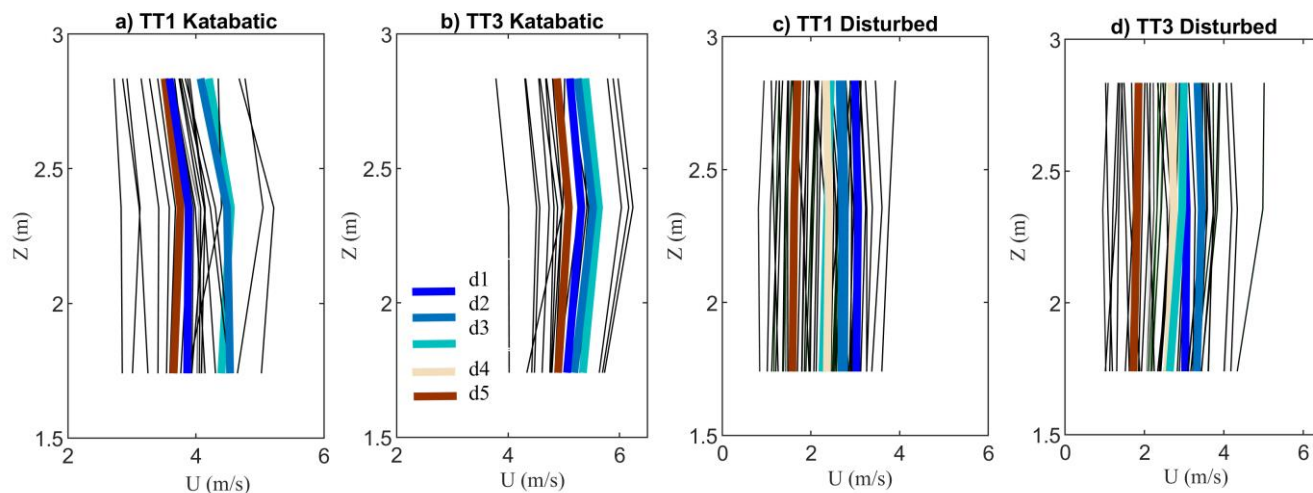 a) TT1 Katabatic
3
2.5
2
1.5
Z (m)
2
4
6
U (m/s)
b) TT3 Katabatic
3
2.5
2
1.5
Z (m)
2
4
6
U (m/s)
d1
d2
d3
d4
d5
c) TT1 Disturbed
3
2.5
2
1.5
Z (m)
0
2
4
6
U (m/s)
d) TT3 Disturbed
3
2.5
2
1.5
Z (m)
0
2
4
6
U (m/s)